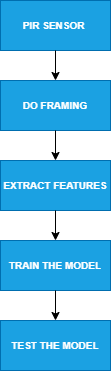 PIR SENSOR
DO FRAMING
EXTRACT FEATURES
TRAIN THE MODEL
TEST THE MODEL